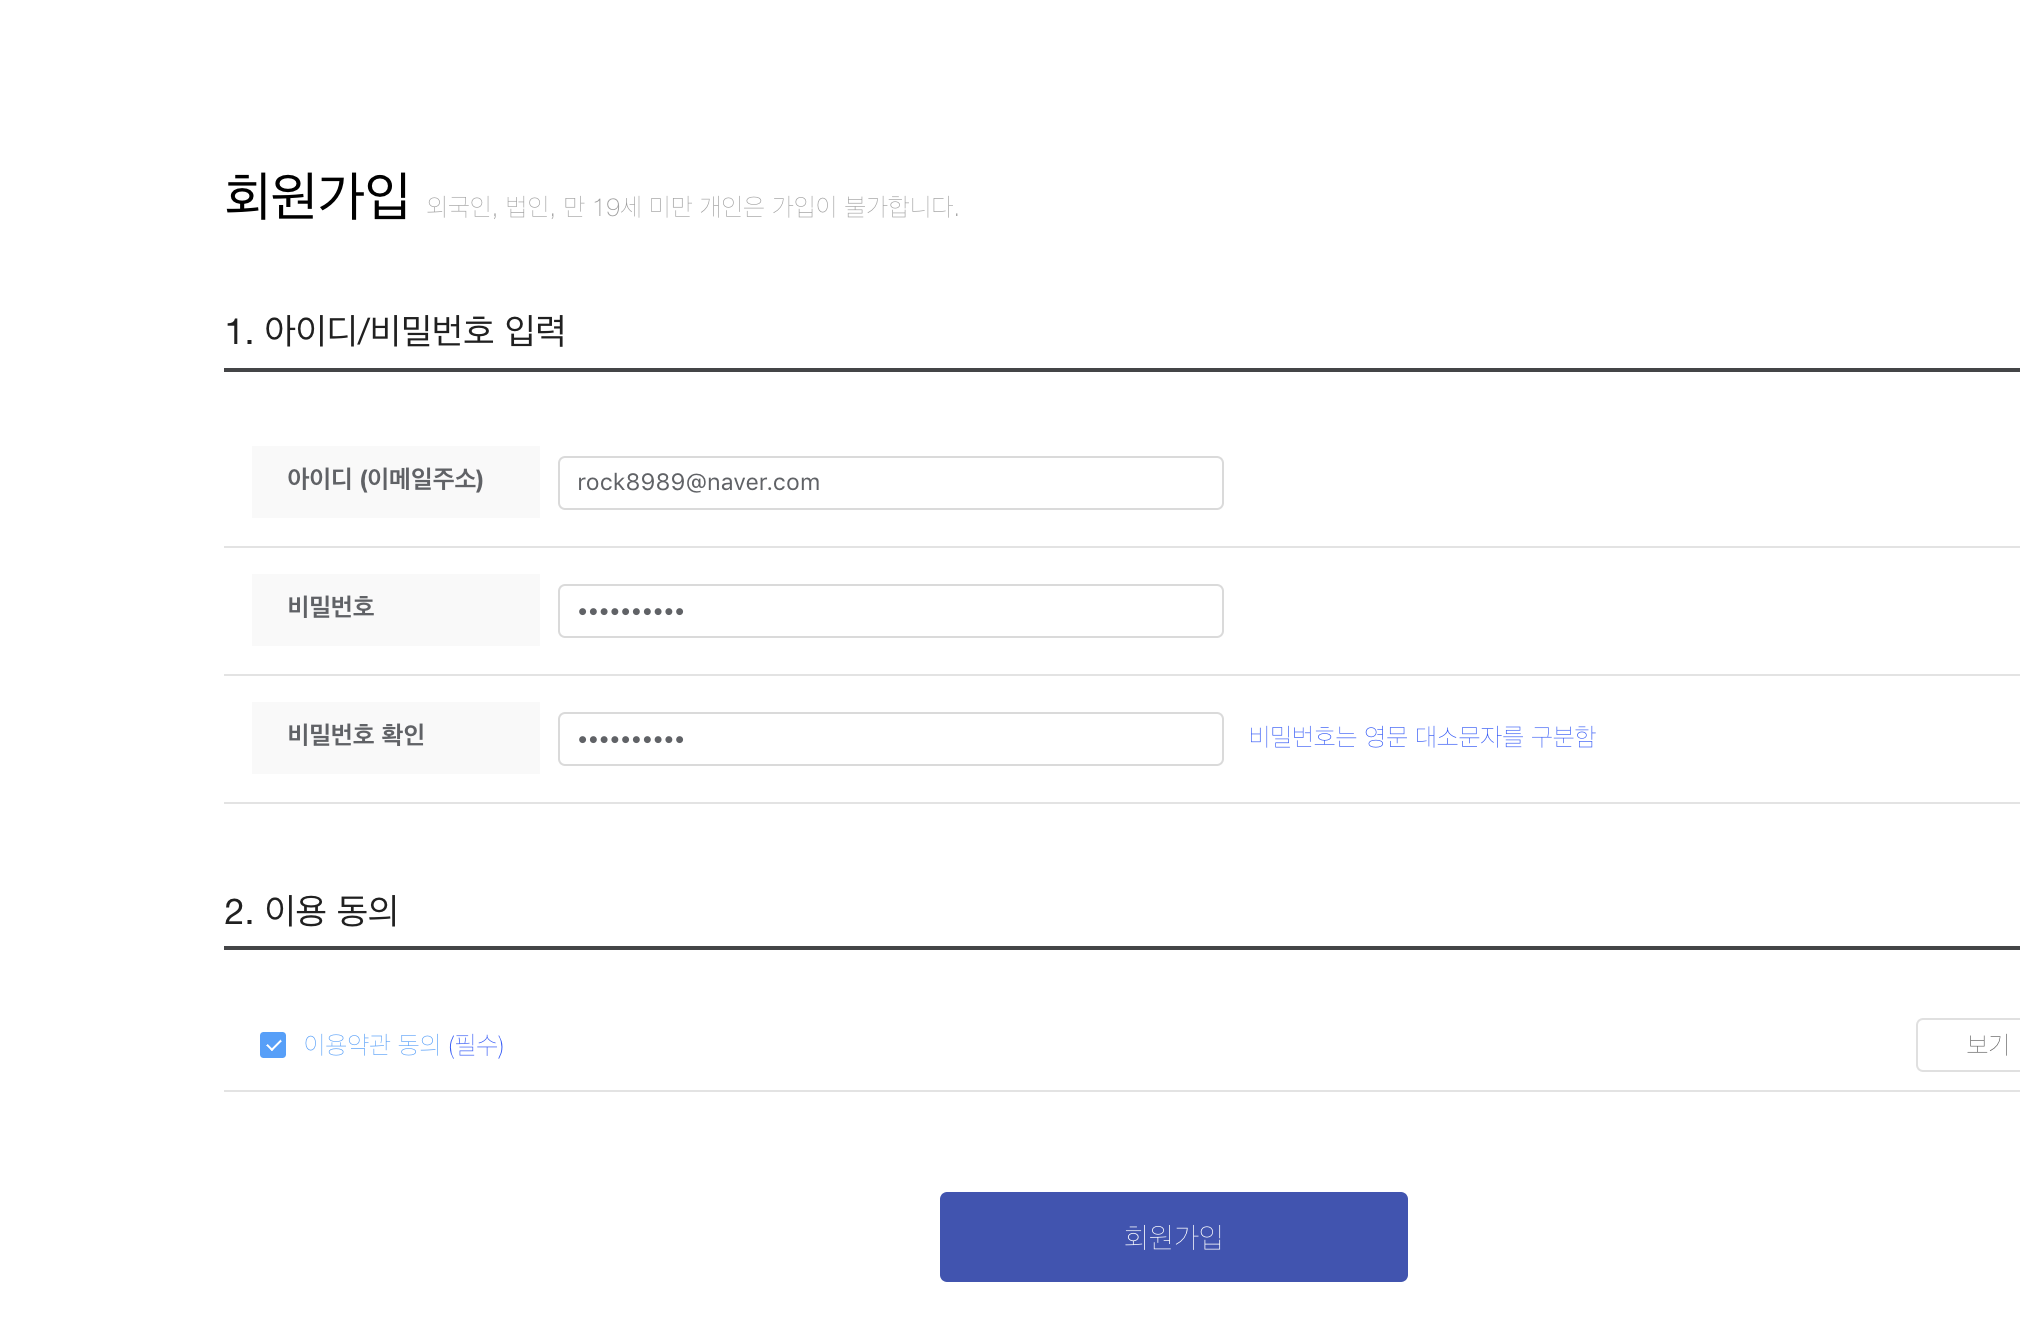 회원가입 외국인, 법인, 만 19세 미만 개인은 가입이 불가합니다.
1. 아이디/비밀번호 입력
아이디 (이메일주소) rock8989@naver.com
비밀번호 ••••••••••
비밀번호 확인 •••••••••• 비밀번호는 영문 대소문자를 구분함
2. 이용 동의
이용약관 동의 (필수) 보기
회원가입